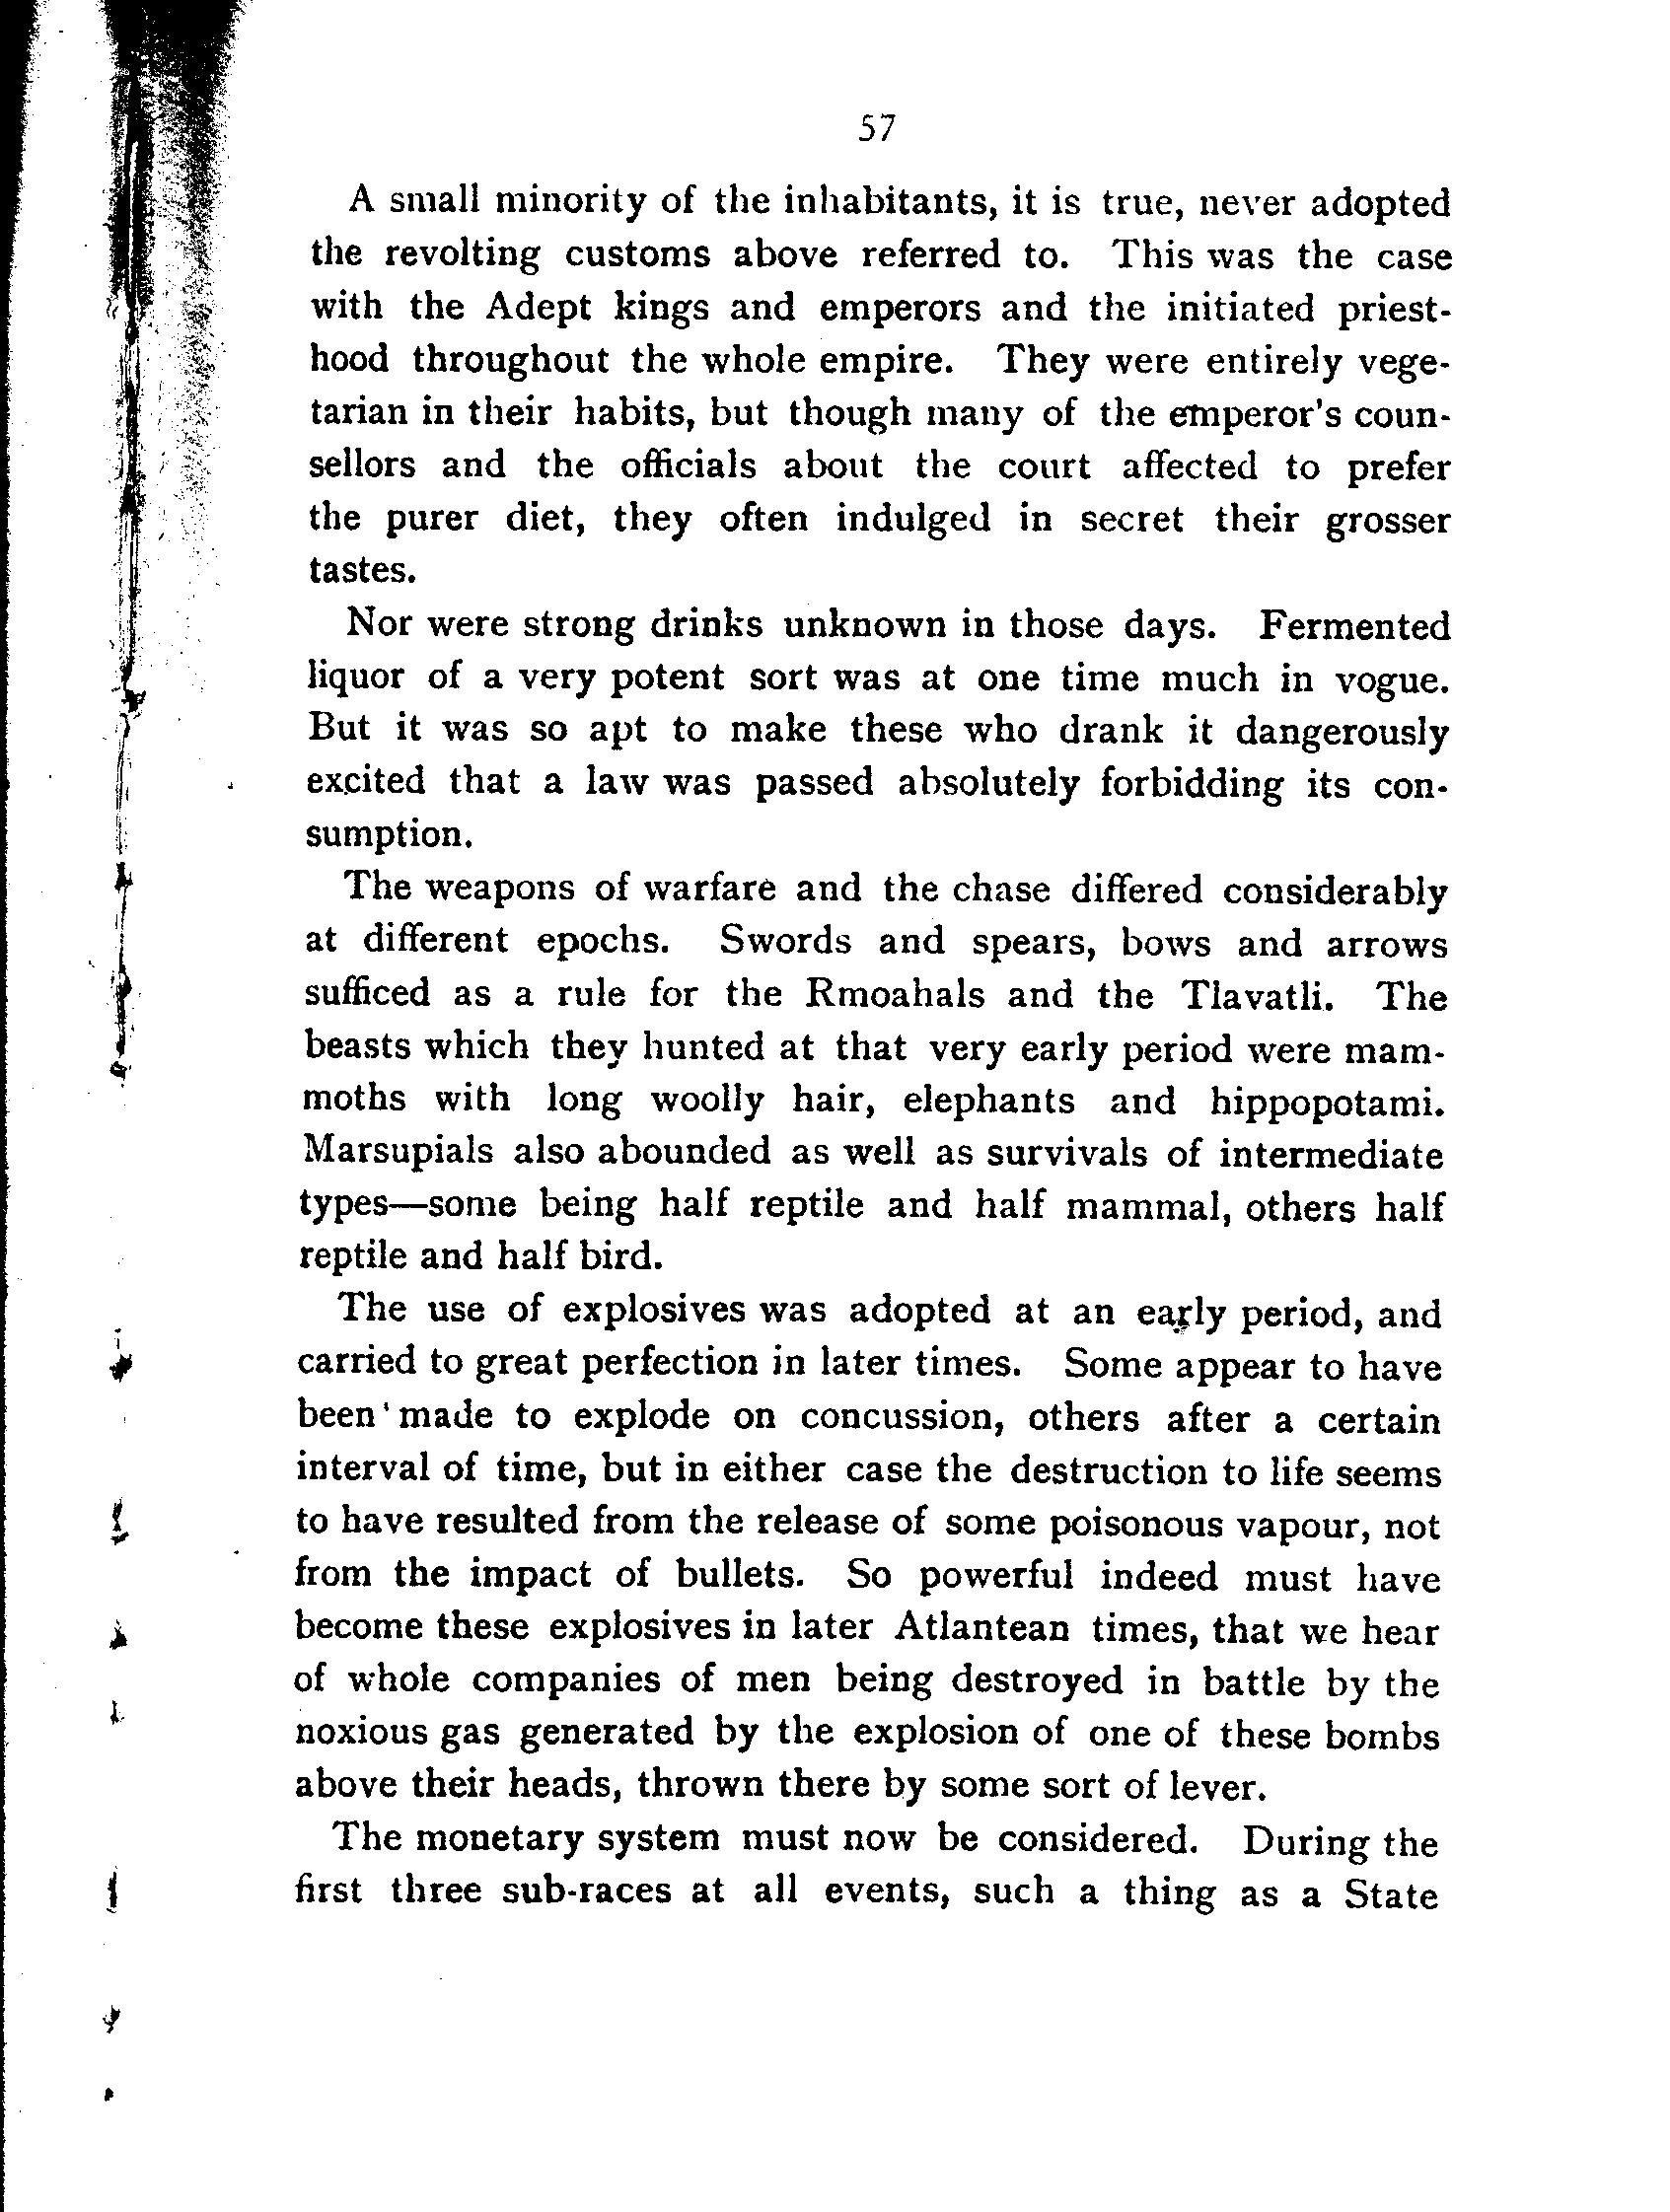 57
A small minority of the inhabitants, it is true, never adopted
the revolting customs above referred to. This was the case
with the Adept kings and emperors and the initiated priest-
hood throughout the whole empire. They were entirely vege-
tarian in their habits, but though many of the emperor's coun-
sellors and the officials about the court affected to prefer
the purer diet, they often indulged in secret their grosser
tastes.
Nor were strong drinks unknown in those days. Fermented
liquor of a very potent sort was at one time much in vogue.
But it was so apt to make these who drank it dangerously
excited that a law was passed absolutely forbidding its con-
sumption.
The weapons of warfare and the chase differed considerably
at different epochs. Swords and spears, bows and arrows
sufficed as a rule for the Rmoahals and the Tlavatli. The
beasts which they hunted at that very early period were mam-
moths with long woolly hair, elephants and hippopotami.
Marsupials also abounded as well as survivals of intermediate
types—some being half reptile and half mammal, others half
reptile and half bird.
The use of explosives was adopted at an early period, and
carried to great perfection in later times. Some appear to have
been made to explode on concussion, others after a certain
interval of time, but in either case the destruction to life seems
to have resulted from the release of some poisonous vapour, not
from the impact of bullets. So powerful indeed must have
become these explosives in later Atlantean times, that we hear
of whole companies of men being destroyed in battle by the
noxious gas generated by the explosion of one of these bombs
above their heads, thrown there by some sort of lever.
The monetary system must now be considered. During the
first three sub-races at all events, such a thing as a State